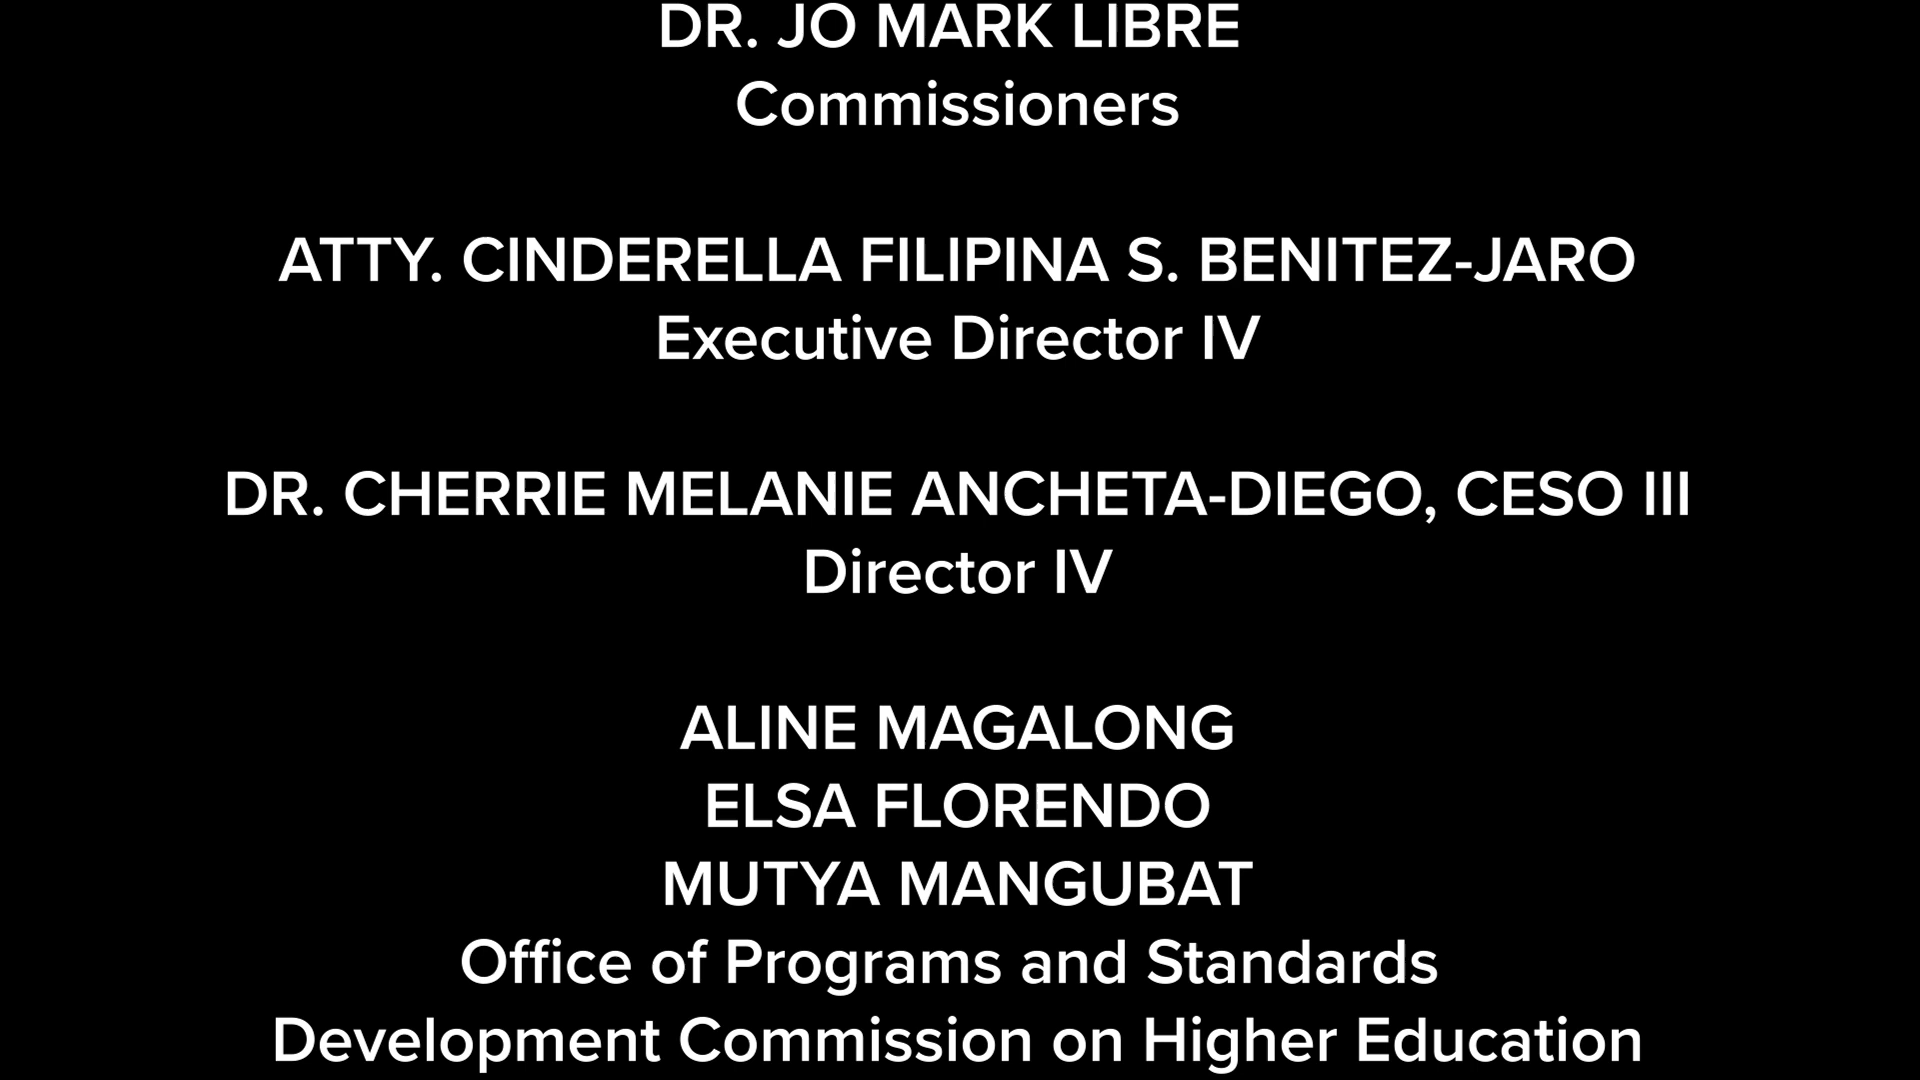 DR. JO MARK LIBRE
Commissioners
ATTY. CINDERELLA FILIPINA S. BENITEZ-JARO
Executive Director IV
DR. CHERRIE MELANIE ANCHETA-DIEGO, CESO III
Director IV
ALINE MAGALONG
ELSA FLORENDO
MUTYA MANGUBAT
Office of Programs and Standards
Development Commission on Higher Education